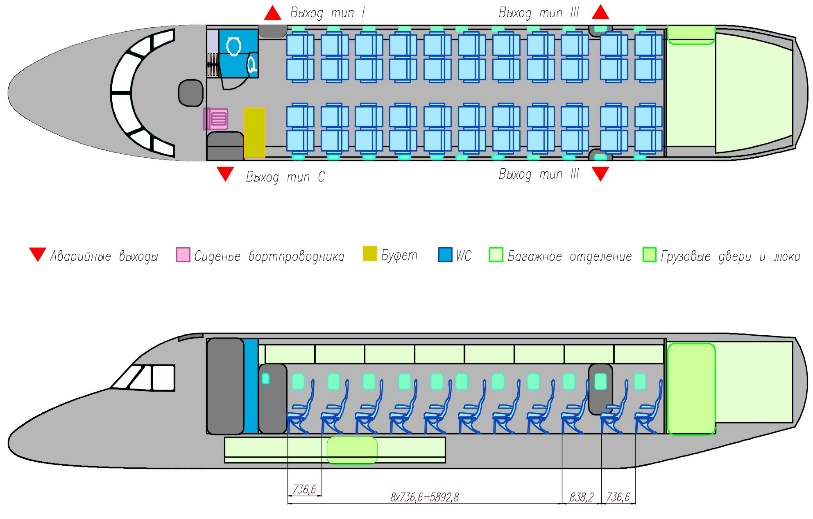 Выход тип I
Выход тип III
Выход тип C
Выход тип III
Аварийные выходы
Сиденье бортпроводника
Буфет
WC
Багажное отделение
Грузовые двери и люки
736,6
8x736,6=5892,8
838,2
736,6